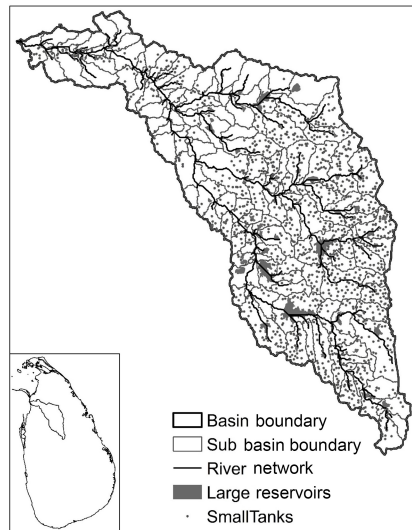 Basin boundary
Sub basin boundary
River network
Large reservoirs
SmallTanks